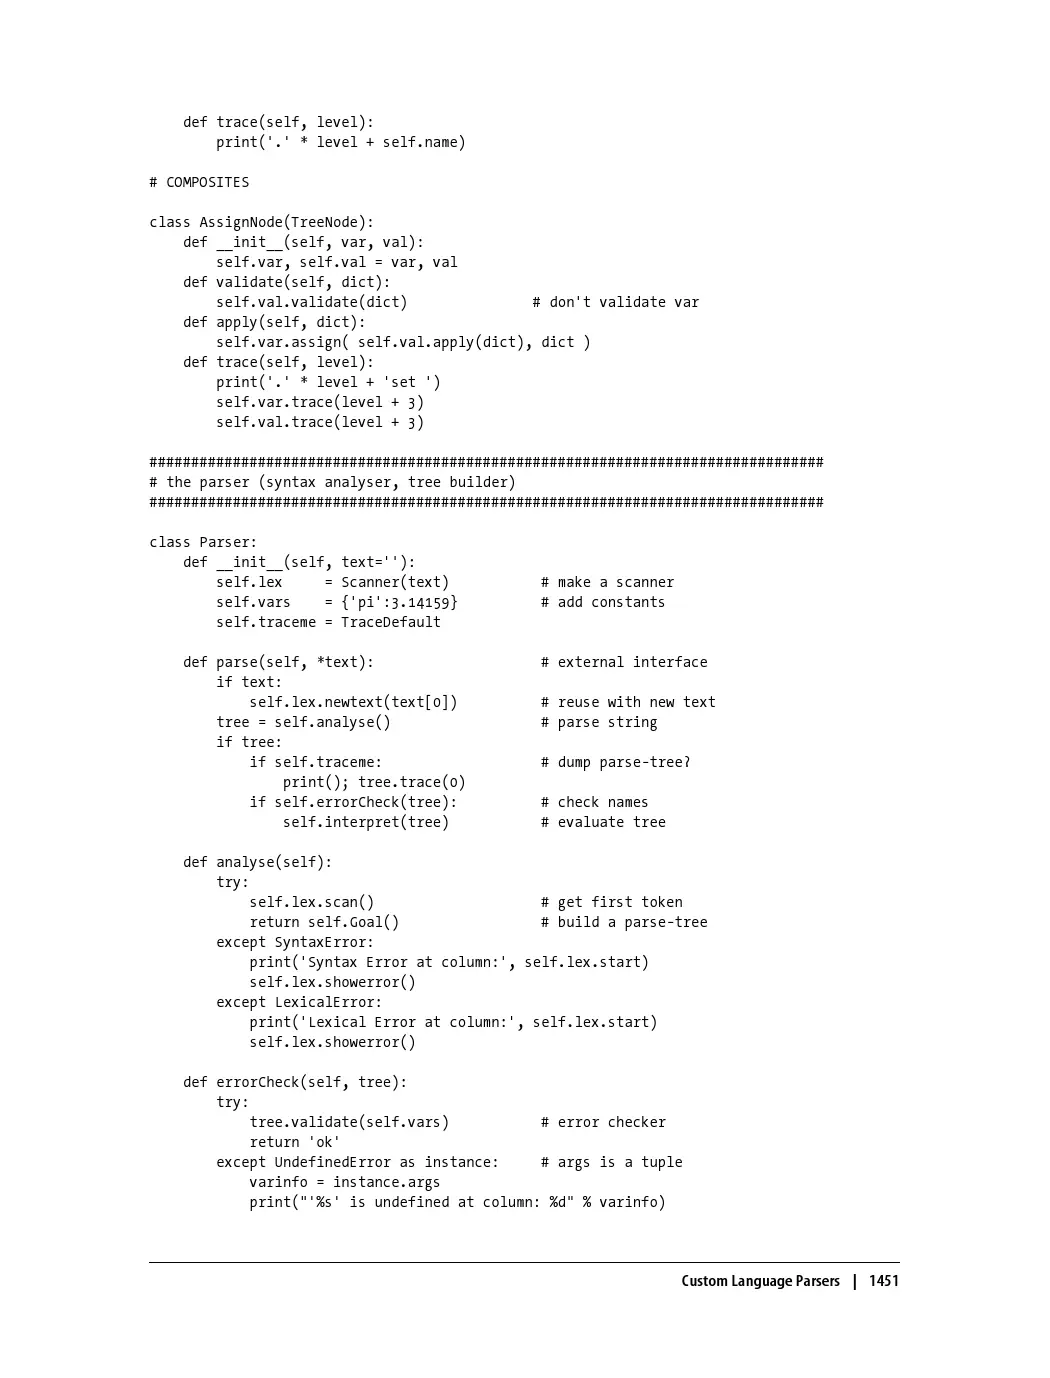 def trace(self, level):
        print('.' * level + self.name)

# COMPOSITES

class AssignNode(TreeNode):
    def __init__(self, var, val):
        self.var, self.val = var, val
    def validate(self, dict):
        self.val.validate(dict)               # don't validate var
    def apply(self, dict):
        self.var.assign( self.val.apply(dict), dict )
    def trace(self, level):
        print('.' * level + 'set ')
        self.var.trace(level + 3)
        self.val.trace(level + 3)

#################################################################################
# the parser (syntax analyser, tree builder)
#################################################################################

class Parser:
    def __init__(self, text=''):
        self.lex     = Scanner(text)           # make a scanner
        self.vars    = {'pi':3.14159}          # add constants
        self.traceme = TraceDefault

    def parse(self, *text):                    # external interface
        if text:
            self.lex.newtext(text[0])          # reuse with new text
        tree = self.analyse()                  # parse string
        if tree:
            if self.traceme:                   # dump parse-tree?
                print(); tree.trace(0)
            if self.errorCheck(tree):          # check names
                self.interpret(tree)           # evaluate tree

    def analyse(self):
        try:
            self.lex.scan()                    # get first token
            return self.Goal()                 # build a parse-tree
        except SyntaxError:
            print('Syntax Error at column:', self.lex.start)
            self.lex.showerror()
        except LexicalError:
            print('Lexical Error at column:', self.lex.start)
            self.lex.showerror()

    def errorCheck(self, tree):
        try:
            tree.validate(self.vars)           # error checker
            return 'ok'
        except UndefinedError as instance:     # args is a tuple
            varinfo = instance.args
            print("'%s' is undefined at column: %d" % varinfo)

Custom Language Parsers | 1451